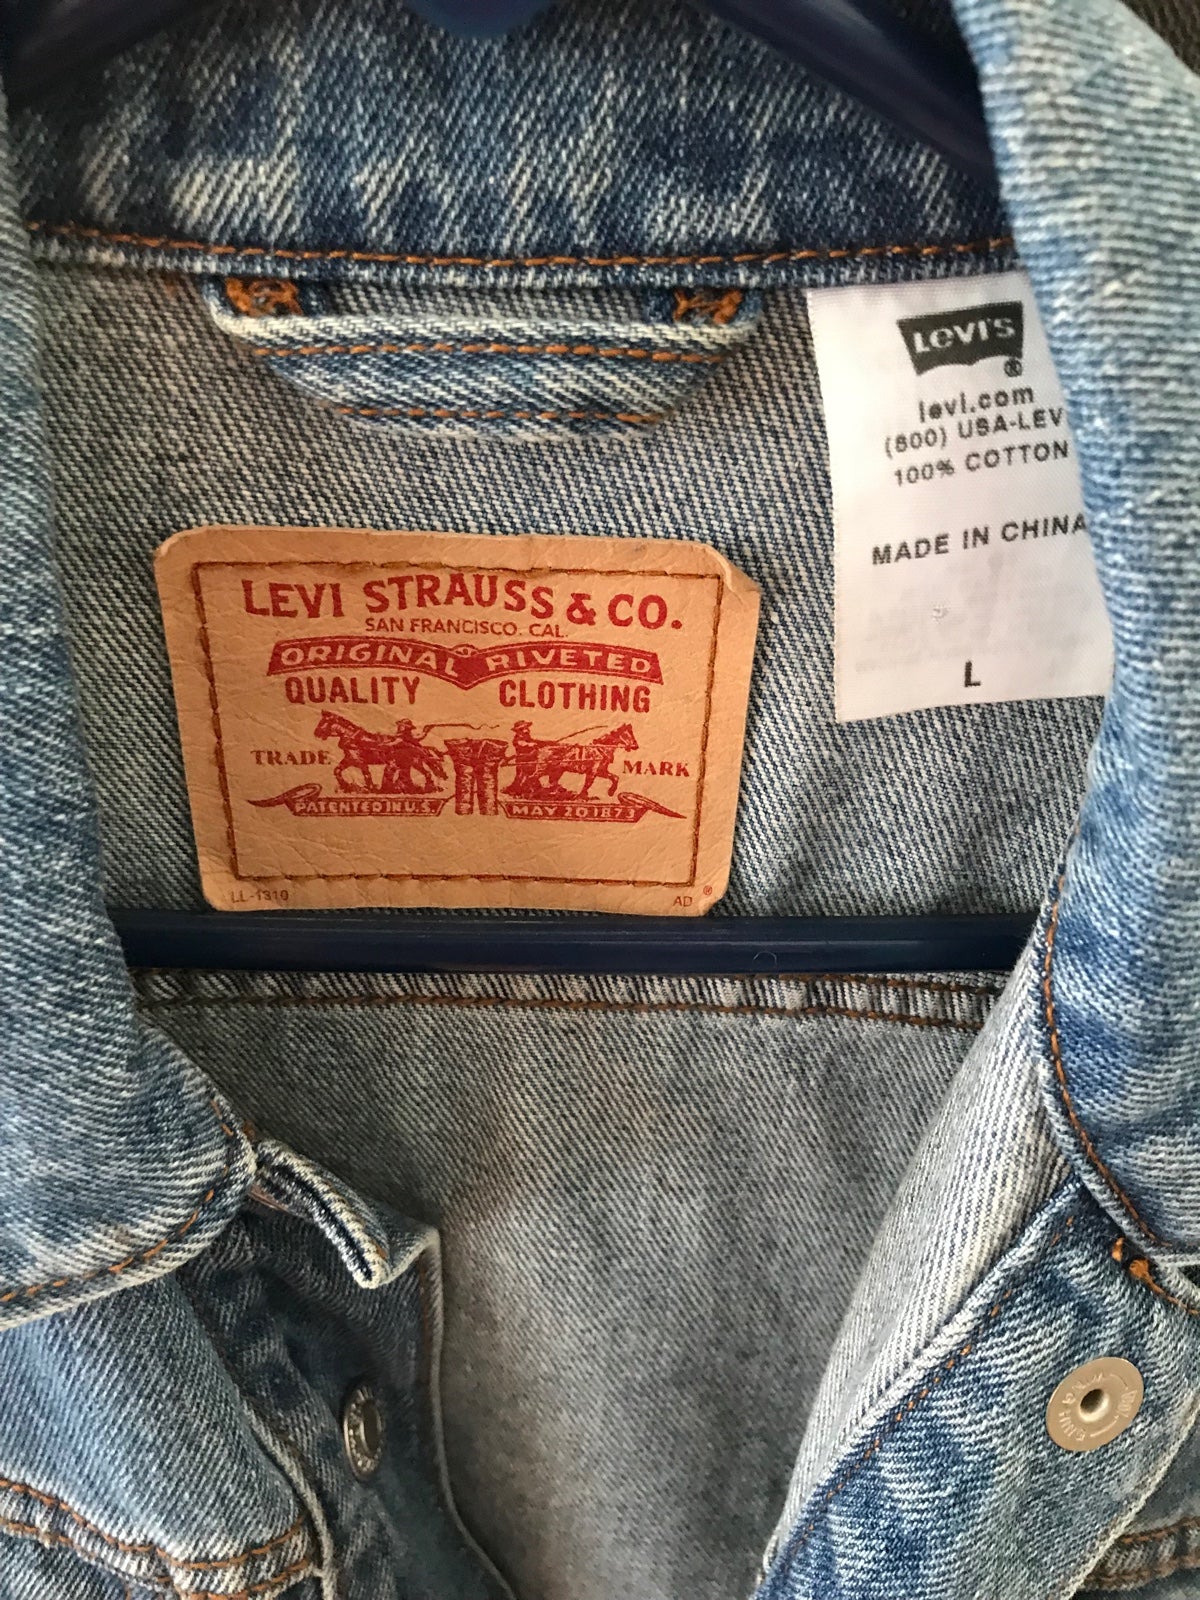 LEVI STRAUSS & CO.
SAN FRANCISCO. CAL.
ORIGINAL RIVETED
QUALITY CLOTHING
TRADE MARK
PATENTED IN U.S. MAY 20 1873
LL-1310 AD ®
LEVI'S
®
levi.com
(800) USA-LEV
100% COTTON
MADE IN CHINA
L